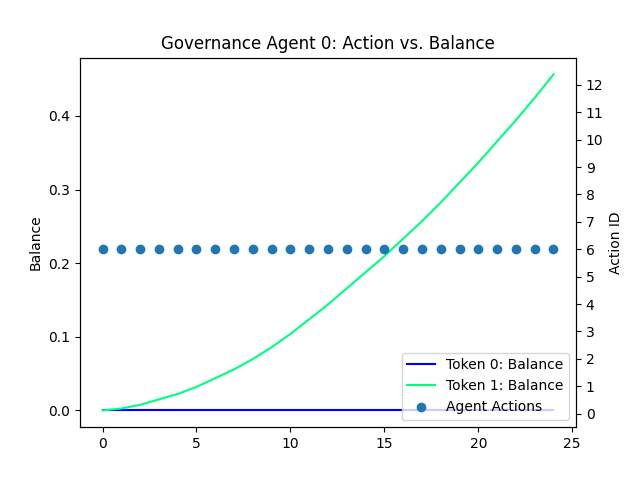 Governance Agent 0: Action vs. Balance
Balance
0.4
0.3
0.2
0.1
0.0
12
11
10
9
8
7
6
5
4
3
2
1
0
Action ID
Token 0: Balance
Token 1: Balance
Agent Actions
0 5 10 15 20 25